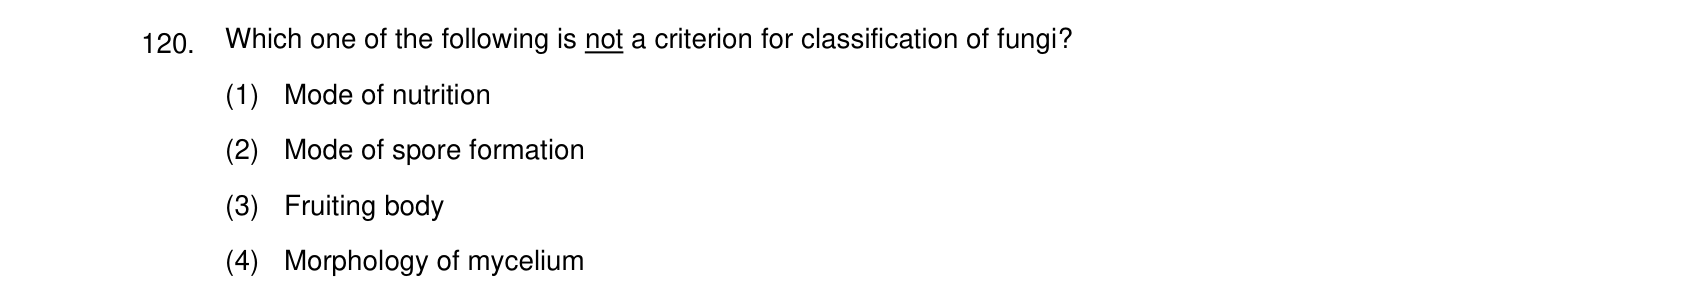 120. Which one of the following is not a criterion for classification of fungi?
(1) Mode of nutrition
(2) Mode of spore formation
(3) Fruiting body
(4) Morphology of mycelium